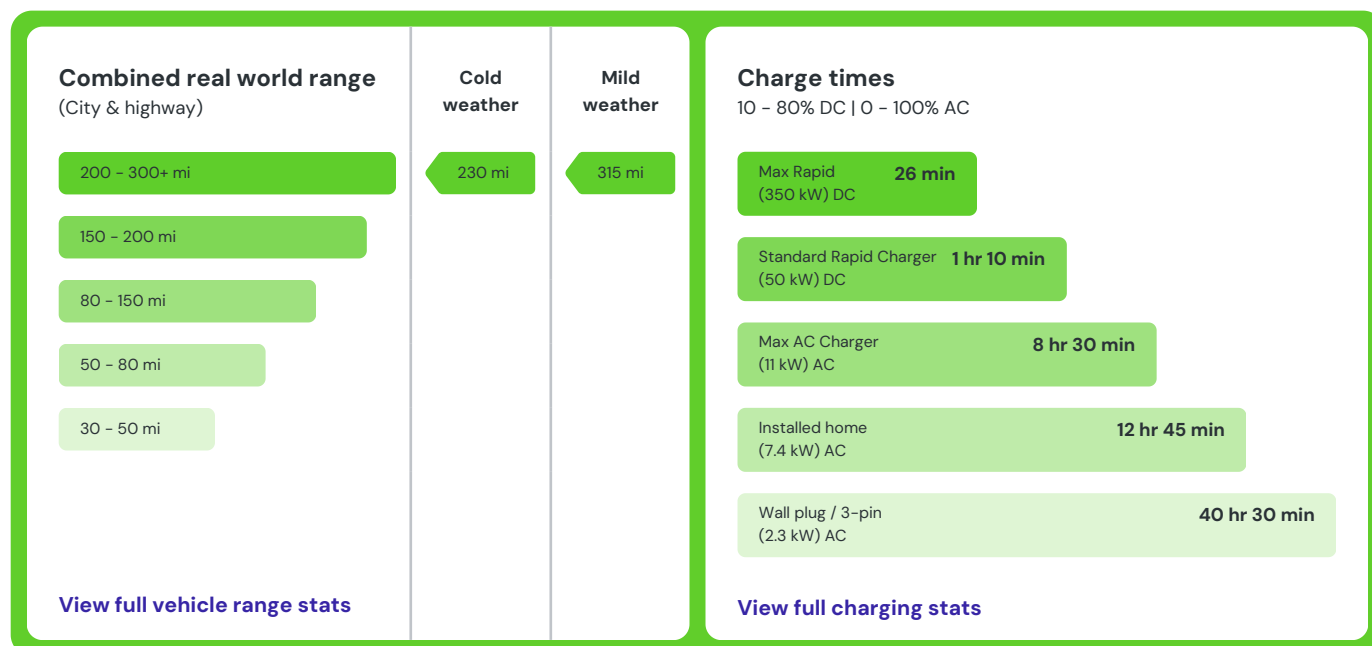 Combined real world range
(City & highway)
Cold
weather
Mild
weather
200 - 300+ mi
230 mi
315 mi
150 - 200 mi
80 - 150 mi
50 - 80 mi
30 - 50 mi
View full vehicle range stats
Charge times
10 - 80% DC | 0 - 100% AC
Max Rapid
(350 kW) DC
26 min
Standard Rapid Charger
(50 kW) DC
1 hr 10 min
Max AC Charger
(11 kW) AC
8 hr 30 min
Installed home
(7.4 kW) AC
12 hr 45 min
Wall plug / 3-pin
(2.3 kW) AC
40 hr 30 min
View full charging stats